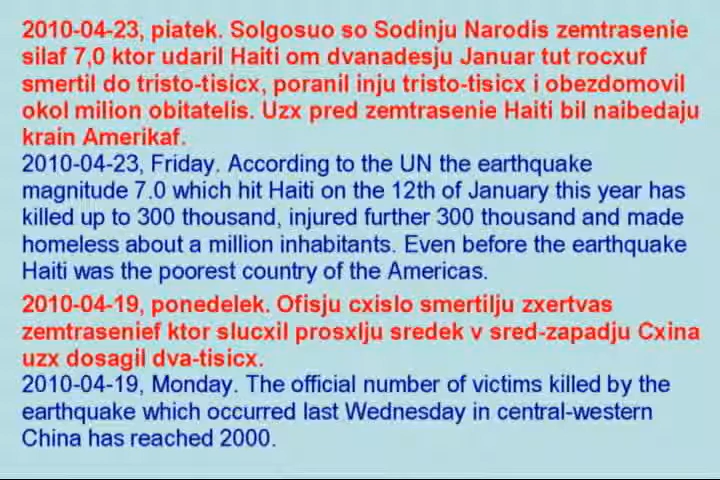 2010-04-23, piatek. Solgosuo so Sodinju Narodis zemtrasenie
silaf 7,0 ktor udaril Haiti om dvanadesju Januar tut rocxuf
smertil do tristo-tisicx, poranil inju tristo-tisicx i obezdomovil
okol milion obitatelis. Uzx pred zemtrasenie Haiti bil naibedaju
krain Amerikaf.
2010-04-23, Friday. According to the UN the earthquake
magnitude 7.0 which hit Haiti on the 12th of January this year has
killed up to 300 thousand, injured further 300 thousand and made
homeless about a million inhabitants. Even before the earthquake
Haiti was the poorest country of the Americas.
2010-04-19, ponedelek. Ofisju cxislo smertilju zxertvas
zemtrasenief ktor slucxil prosxlju sredek v sred-zapadju Cxina
uzx dosagil dva-tisicx.
2010-04-19, Monday. The official number of victims killed by the
earthquake which occurred last Wednesday in central-western
China has reached 2000.